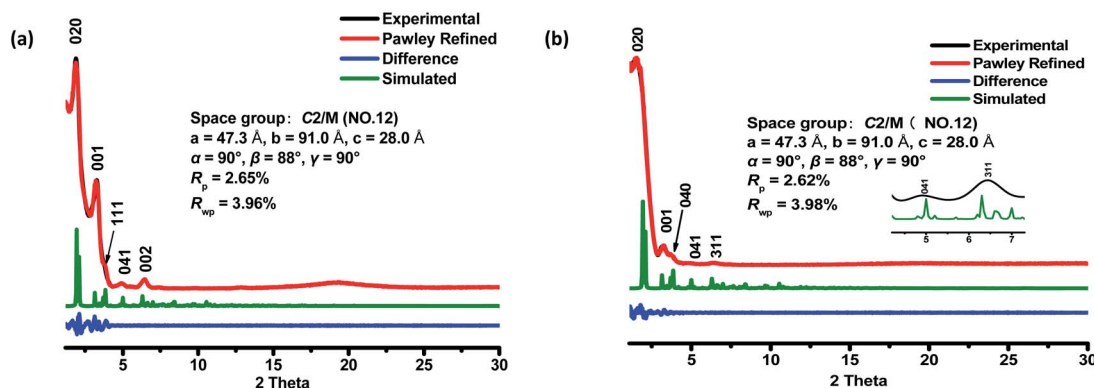 (a)
Experimental
Pawley Refined
Difference
Simulated
020
001
111
041
002
Space group: C2/M (NO.12)
a = 47.3 Å, b = 91.0 Å, c = 28.0 Å
α = 90°, β = 88°, γ = 90°
Rp = 2.65%
Rwp = 3.96%
5 10 15 20 25 30
2 Theta
(b)
Experimental
Pawley Refined
Difference
Simulated
020
001
040
041
311
Space group: C2/M ( NO.12)
a = 47.3 Å, b = 91.0 Å, c = 28.0 Å
α = 90°, β = 88°, γ = 90°
Rp = 2.62%
Rwp = 3.98%
041
311
5 6 7
5 10 15 20 25 30
2 Theta